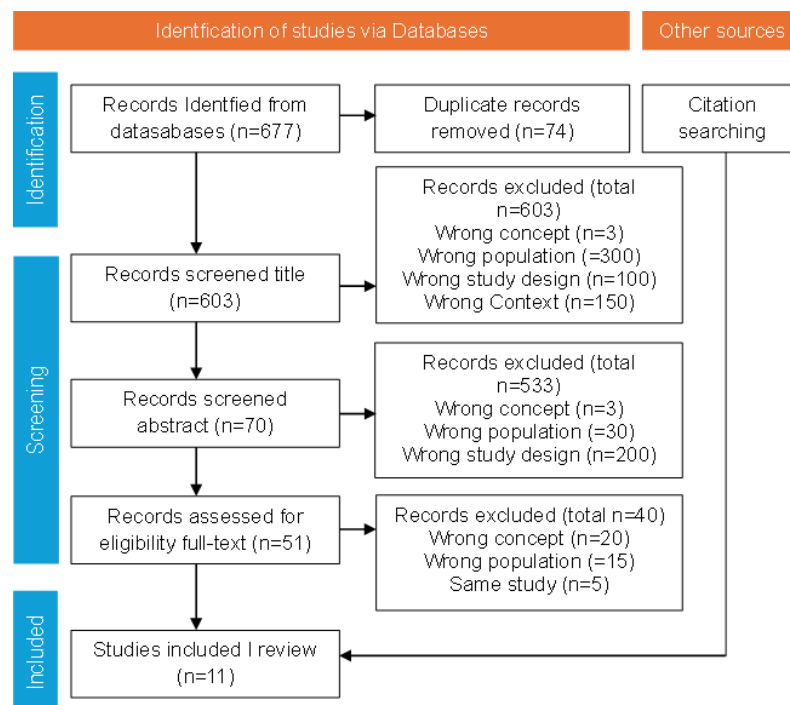 Identfication of studies via Databases
Other sources
Identification
Records Identfied from
datasabases (n=677)
Duplicate records
removed (n=74)
Citation
searching
Records excluded (total
n=603)
Wrong concept (n=3)
Wrong population (=300)
Wrong study design (n=100)
Wrong Context (n=150)
Screening
Records screened title
(n=603)
Records screened
abstract (n=70)
Records excluded (total
n=533)
Wrong concept (n=3)
Wrong population (=30)
Wrong study design (n=200)
Records assessed for
eligibility full-text (n=51)
Records excluded (total n=40)
Wrong concept (n=20)
Wrong population (=15)
Same study (n=5)
Included
Studies included I review
(n=11)